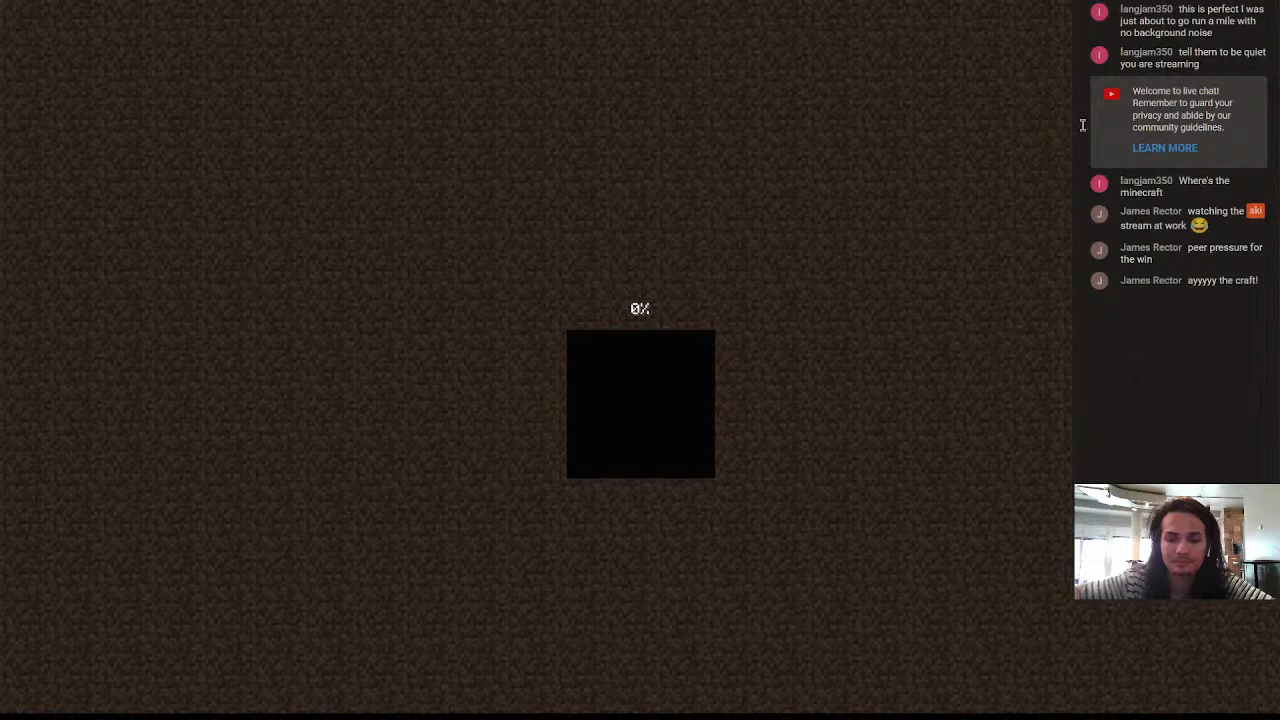 langjam350 this is perfect I was
just about to go run a mile with
no background noise
langjam350 tell them to be quiet
you are streaming
Welcome to live chat!
Remember to guard your
privacy and abide by our
community guidelines.
LEARN MORE
langjam350 Where's the
minecraft
James Rector watching the ski
stream at work
James Rector peer pressure for
the win
James Rector ayyyyy the craft!
0%